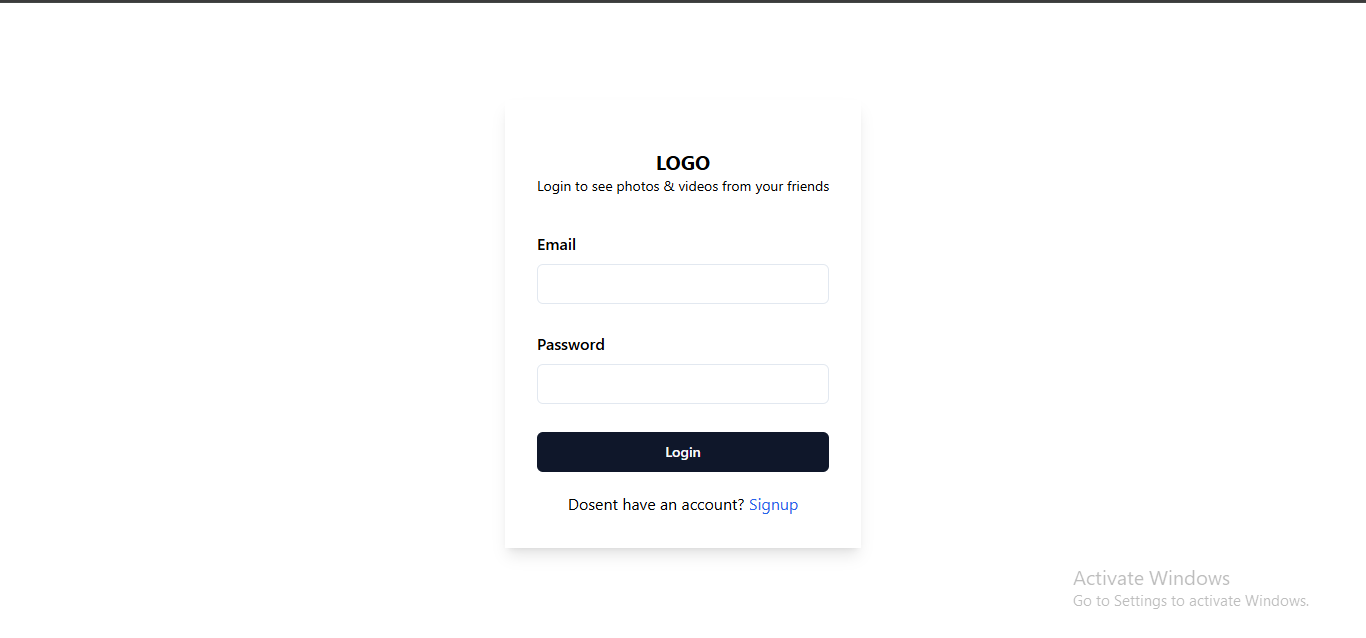 LOGO
Login to see photos & videos from your friends
Email
Password
Login
Dosent have an account? Signup
Activate Windows
Go to Settings to activate Windows.